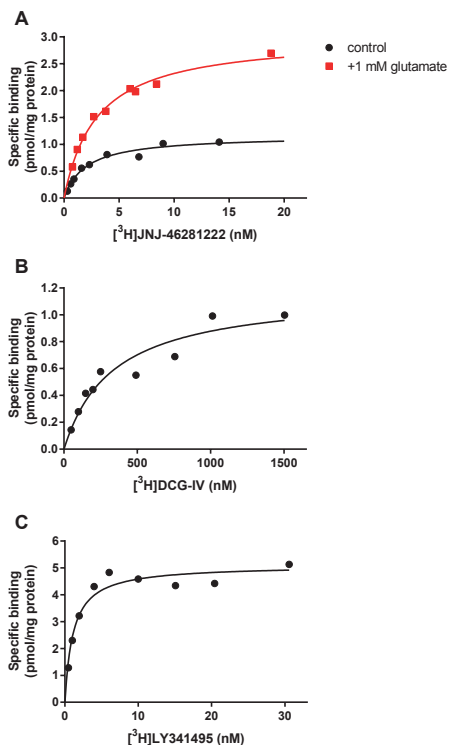 A
control
+1 mM glutamate
Specific binding
(pmol/mg protein)
3.0
2.5
2.0
1.5
1.0
0.5
0.0
0 5 10 15 20
[³H]JNJ-46281222 (nM)
B
Specific binding
(pmol/mg protein)
1.2
1.0
0.8
0.6
0.4
0.2
0.0
0 500 1000 1500
[³H]DCG-IV (nM)
C
Specific binding
(pmol/mg protein)
6
5
4
3
2
1
0
0 10 20 30
[³H]LY341495 (nM)